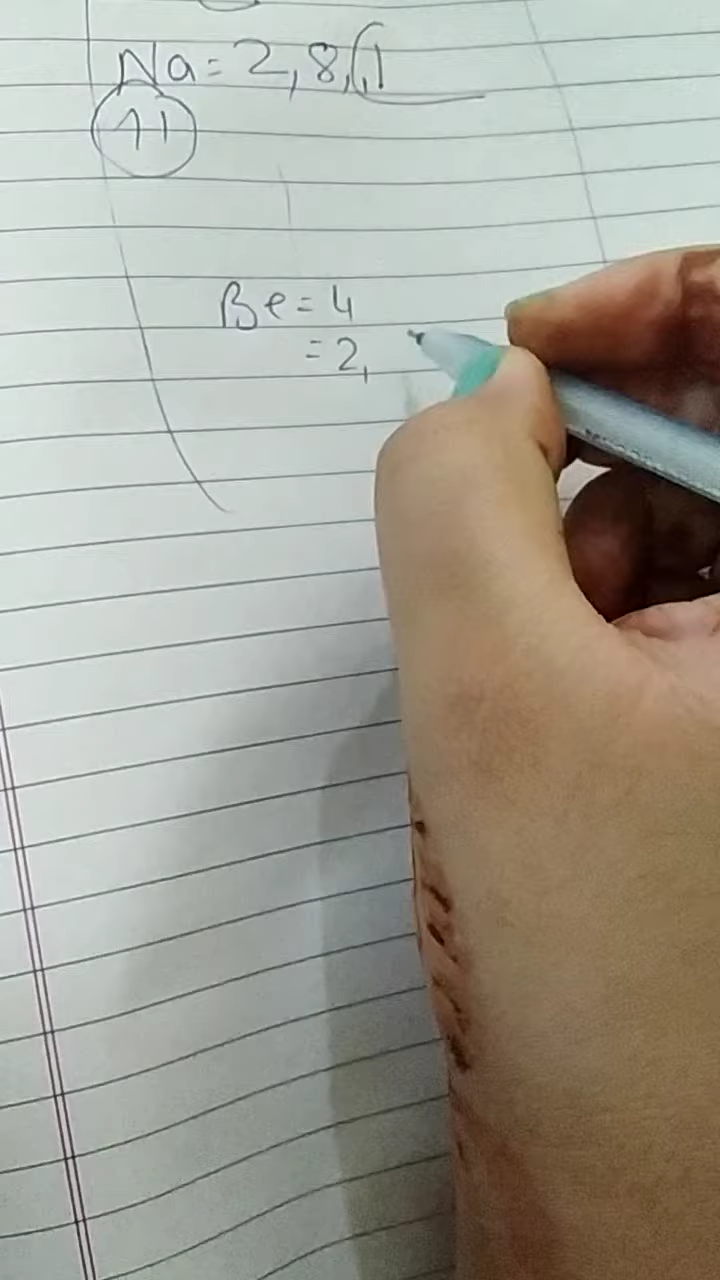 Na = 2, 8, 1
11
Be = 4
= 2,